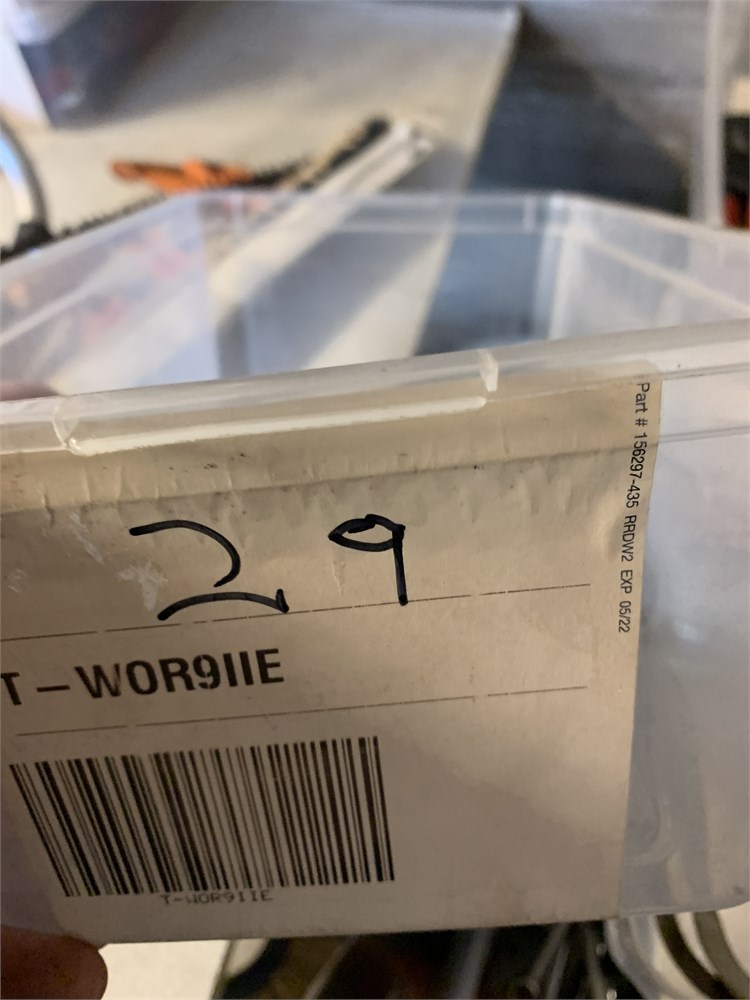 29
T-WOR9IIE
T-WOR9IIE
Part # 156297-435 RRDW2 EXP 05/22